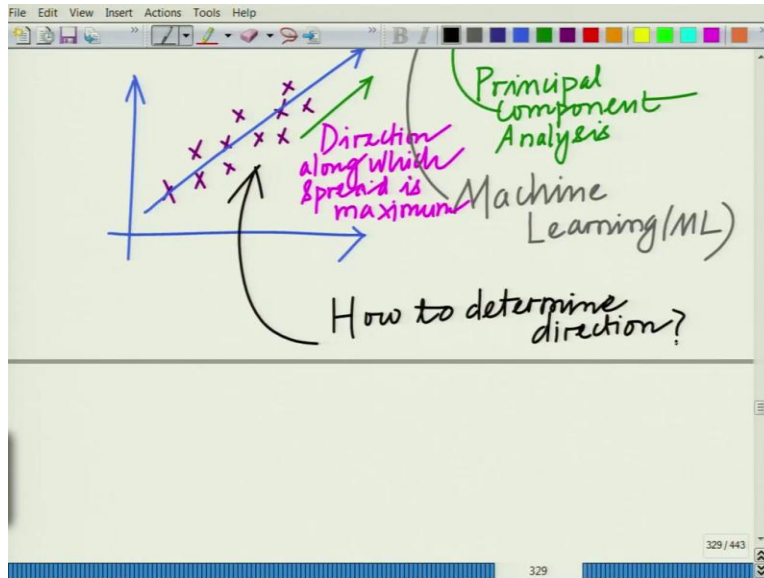 File Edit View Insert Actions Tools Help
B I
Principal
Component
Analysis
Direction
along which
spread is
maximum
Machine
Learning (ML)
How to determine
direction?
329 / 443
329